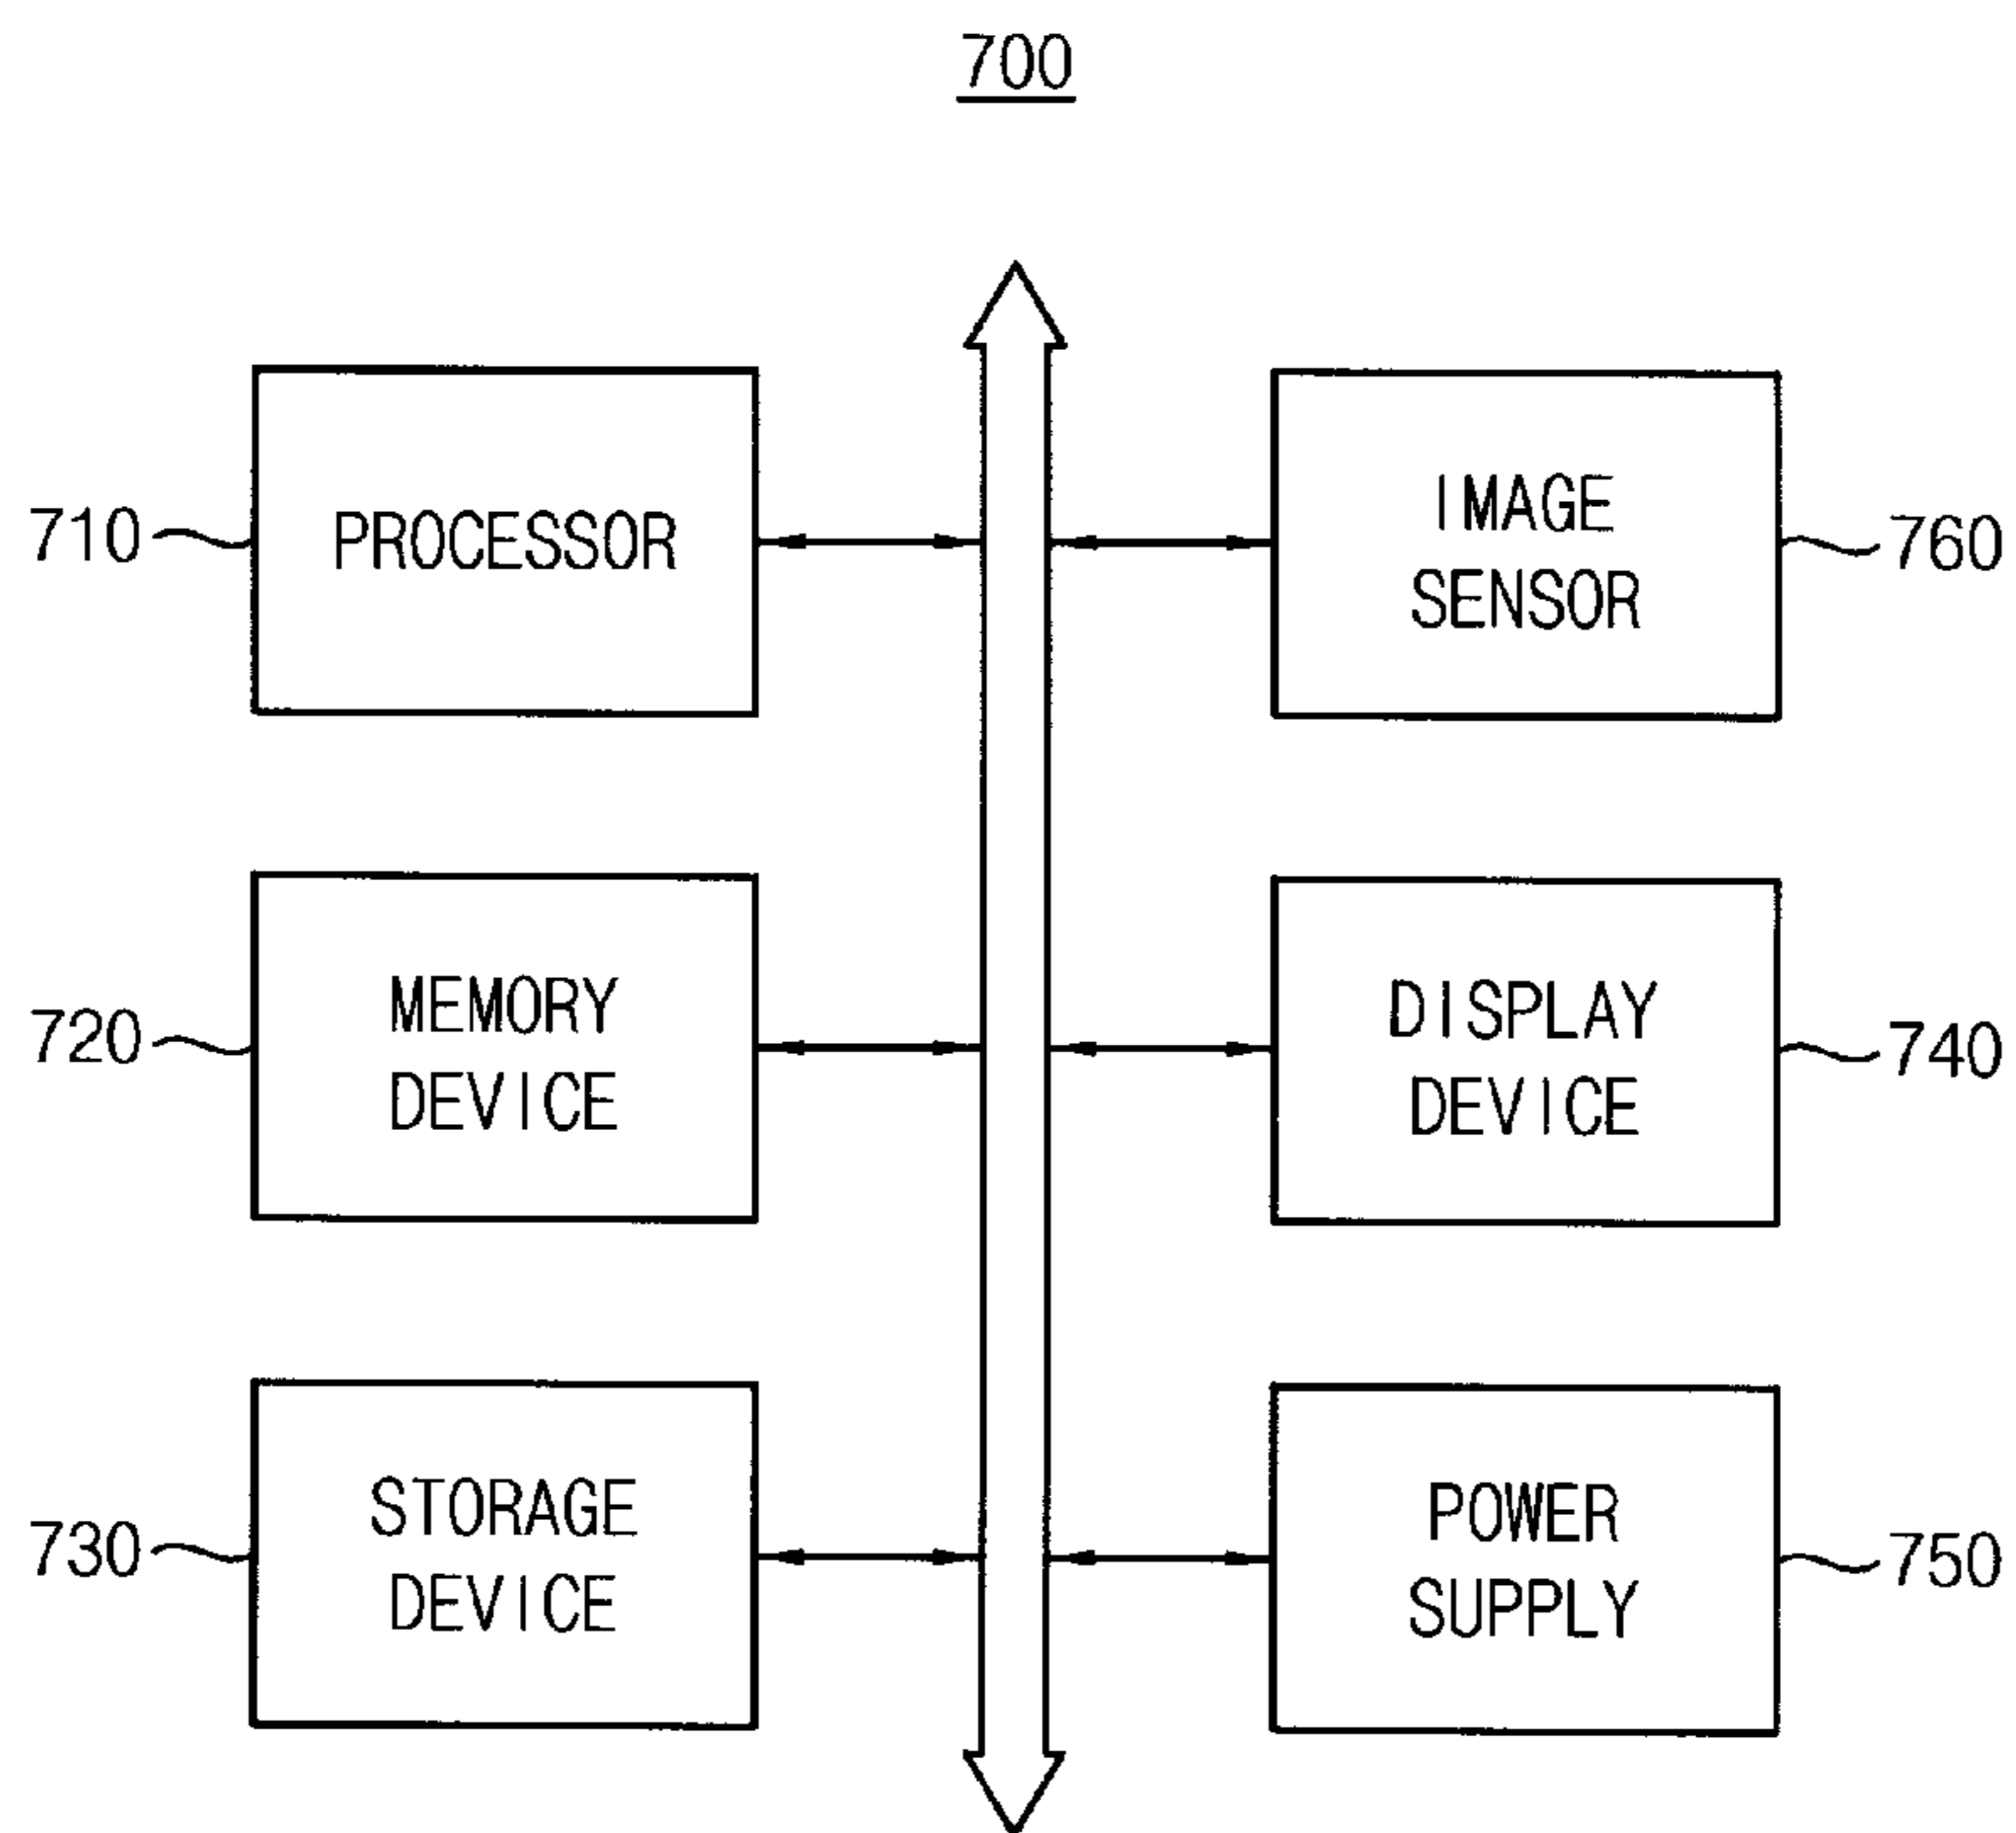 700
710
PROCESSOR
IMAGE
SENSOR
760
720
MEMORY
DEVICE
DISPLAY
DEVICE
740
730
STORAGE
DEVICE
POWER
SUPPLY
750